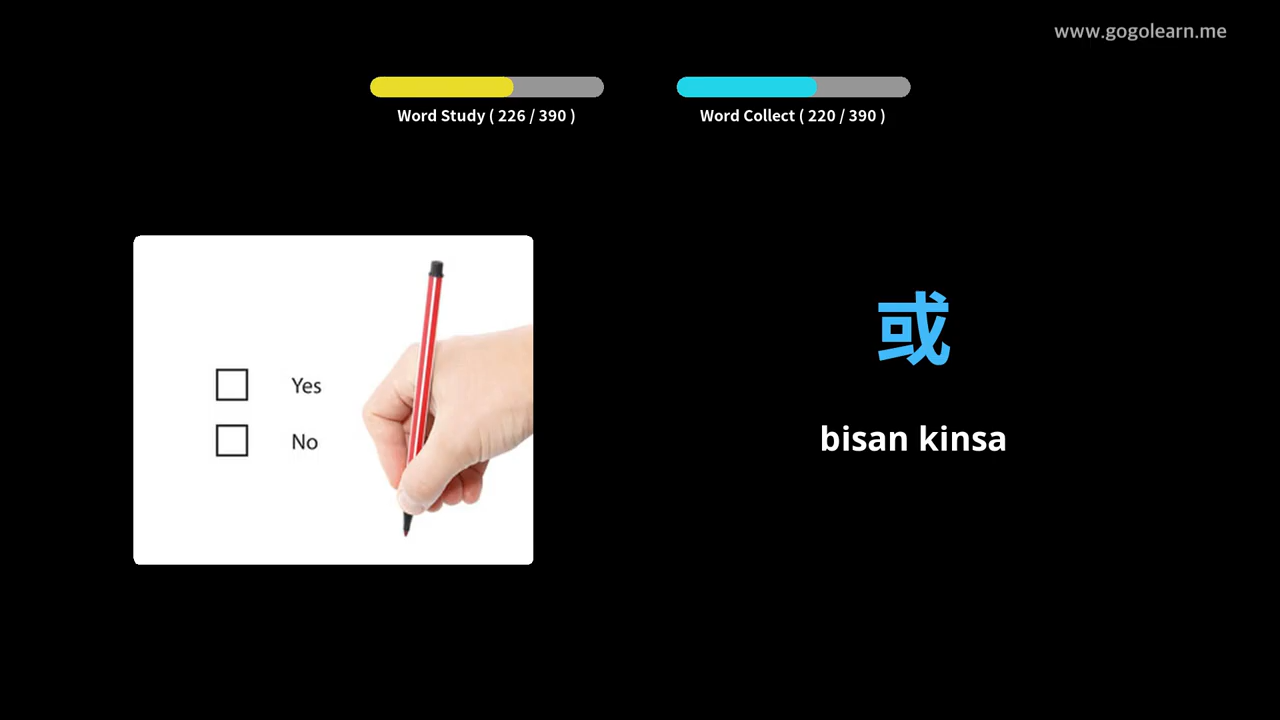 www.gogolearn.me
Word Study ( 226 / 390 )
Word Collect ( 220 / 390 )
Yes
No
或
bisan kinsa